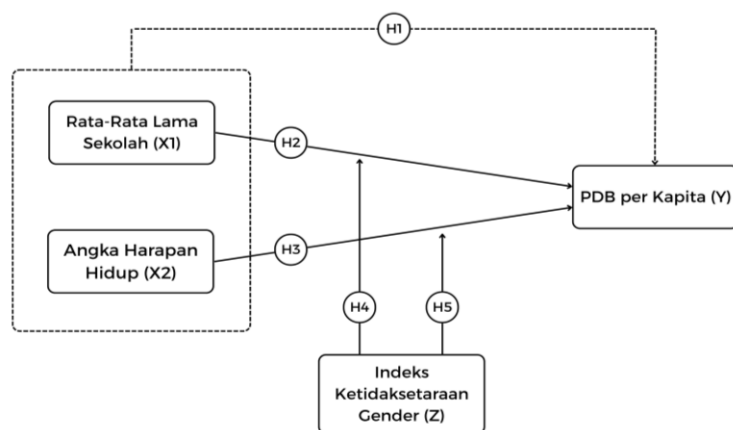 H1
Rata-Rata Lama
Sekolah (X1)
H2
PDB per Kapita (Y)
Angka Harapan
Hidup (X2)
H3
H4
H5
Indeks
Ketidaksetaraan
Gender (Z)